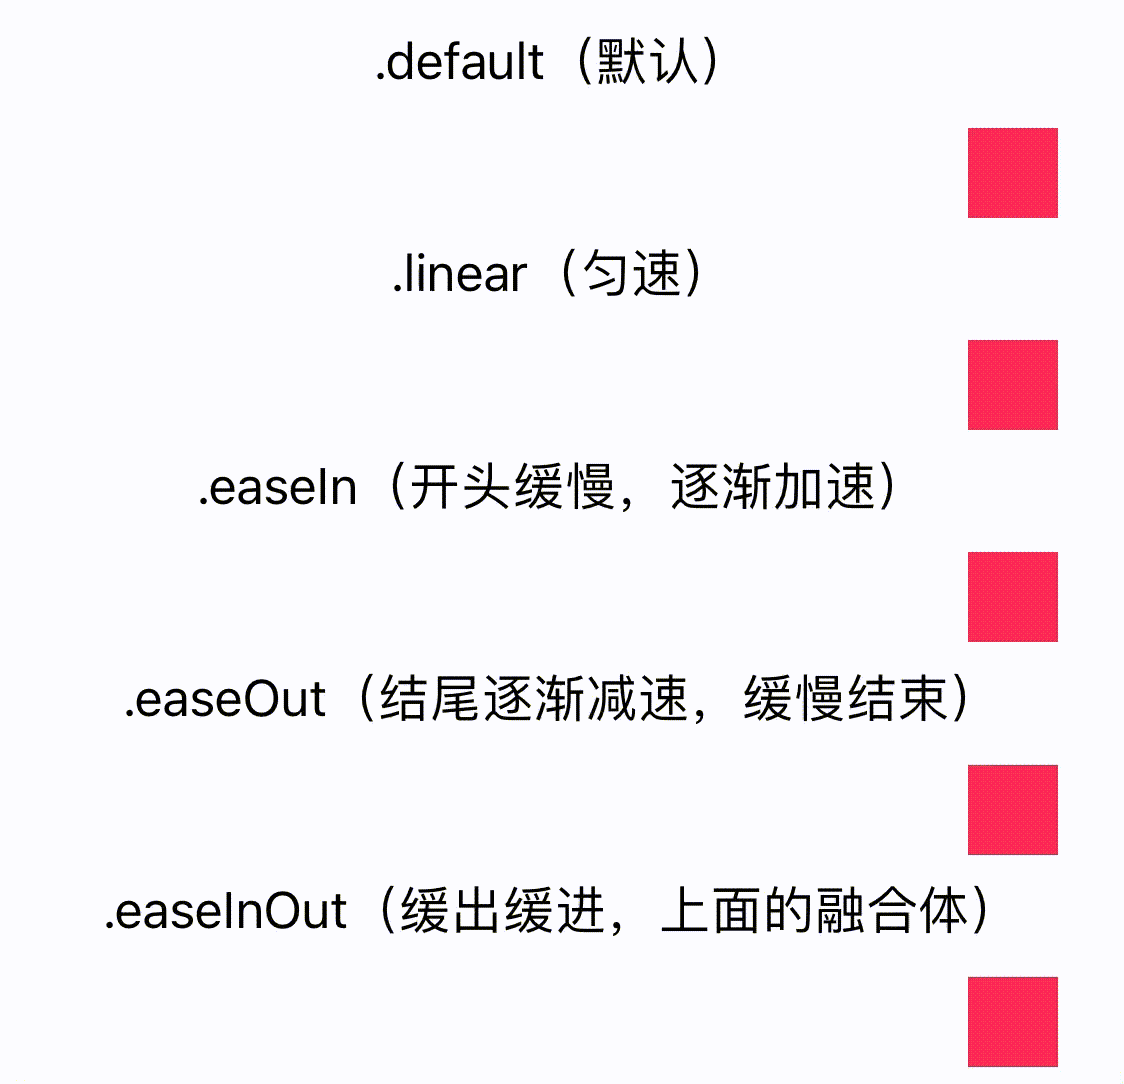 .default（默认）
.linear（匀速）
.easeIn（开头缓慢，逐渐加速）
.easeOut（结尾逐渐减速，缓慢结束）
.easeInOut（缓出缓进，上面的融合体）